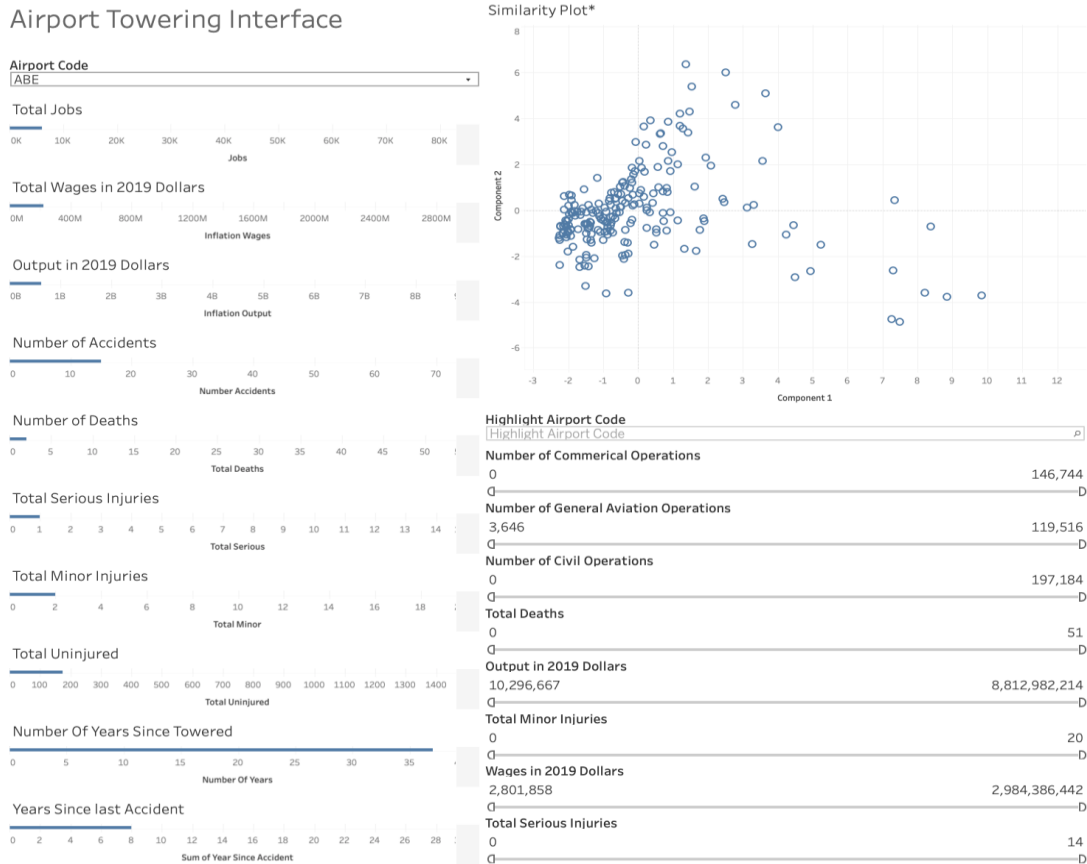 Airport Towering Interface
Airport Code
ABE
Total Jobs
0K 10K 20K 30K 40K 50K 60K 70K 80K
Jobs
Total Wages in 2019 Dollars
0M 400M 800M 1200M 1600M 2000M 2400M 2800M
Inflation Wages
Output in 2019 Dollars
0B 1B 2B 3B 4B 5B 6B 7B 8B
Inflation Output
Number of Accidents
0 10 20 30 40 50 60 70
Number Accidents
Number of Deaths
0 5 10 15 20 25 30 35 40 45 50
Total Deaths
Total Serious Injuries
0 1 2 3 4 5 6 7 8 9 10 11 12 13 14
Total Serious
Total Minor Injuries
0 2 4 6 8 10 12 14 16 18
Total Minor
Total Uninjured
0 100 200 300 400 500 600 700 800 900 1000 1100 1200 1300 1400
Total Uninjured
Number Of Years Since Towered
0 5 10 15 20 25 30 35
Number Of Years
Years Since last Accident
0 2 4 6 8 10 12 14 16 18 20 22 24 26 28
Sum of Year Since Accident
Similarity Plot*
8
6
4
2
0
-2
-4
-6
Component 2
-3 -2 -1 0 1 2 3 4 5 6 7 8 9 10 11 12
Component 1
Highlight Airport Code
Highlight Airport Code
Number of Commerical Operations
0 146,744
Number of General Aviation Operations
3,646 119,516
Number of Civil Operations
0 197,184
Total Deaths
0 51
Output in 2019 Dollars
10,296,667 8,812,982,214
Total Minor Injuries
0 20
Wages in 2019 Dollars
2,801,858 2,984,386,442
Total Serious Injuries
0 14